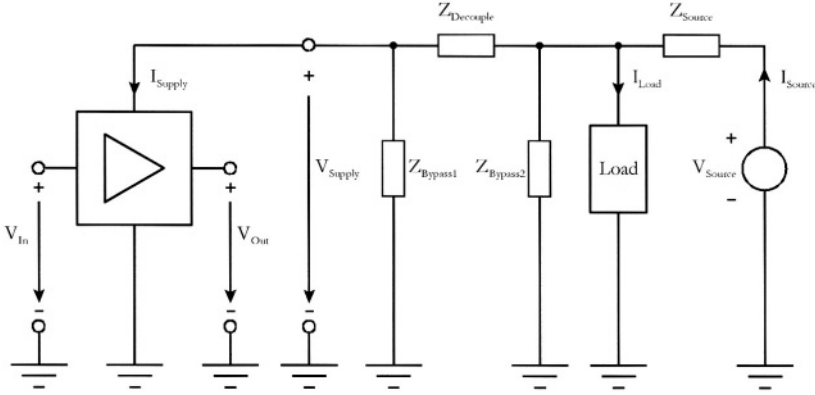 Z_Decouple
Z_Source
I_Supply
I_Load
I_Source
+
+
V_Supply
Z_Bypass1
Z_Bypass2
Load
V_Source
-
+
+
V_In
V_Out
-
-
-